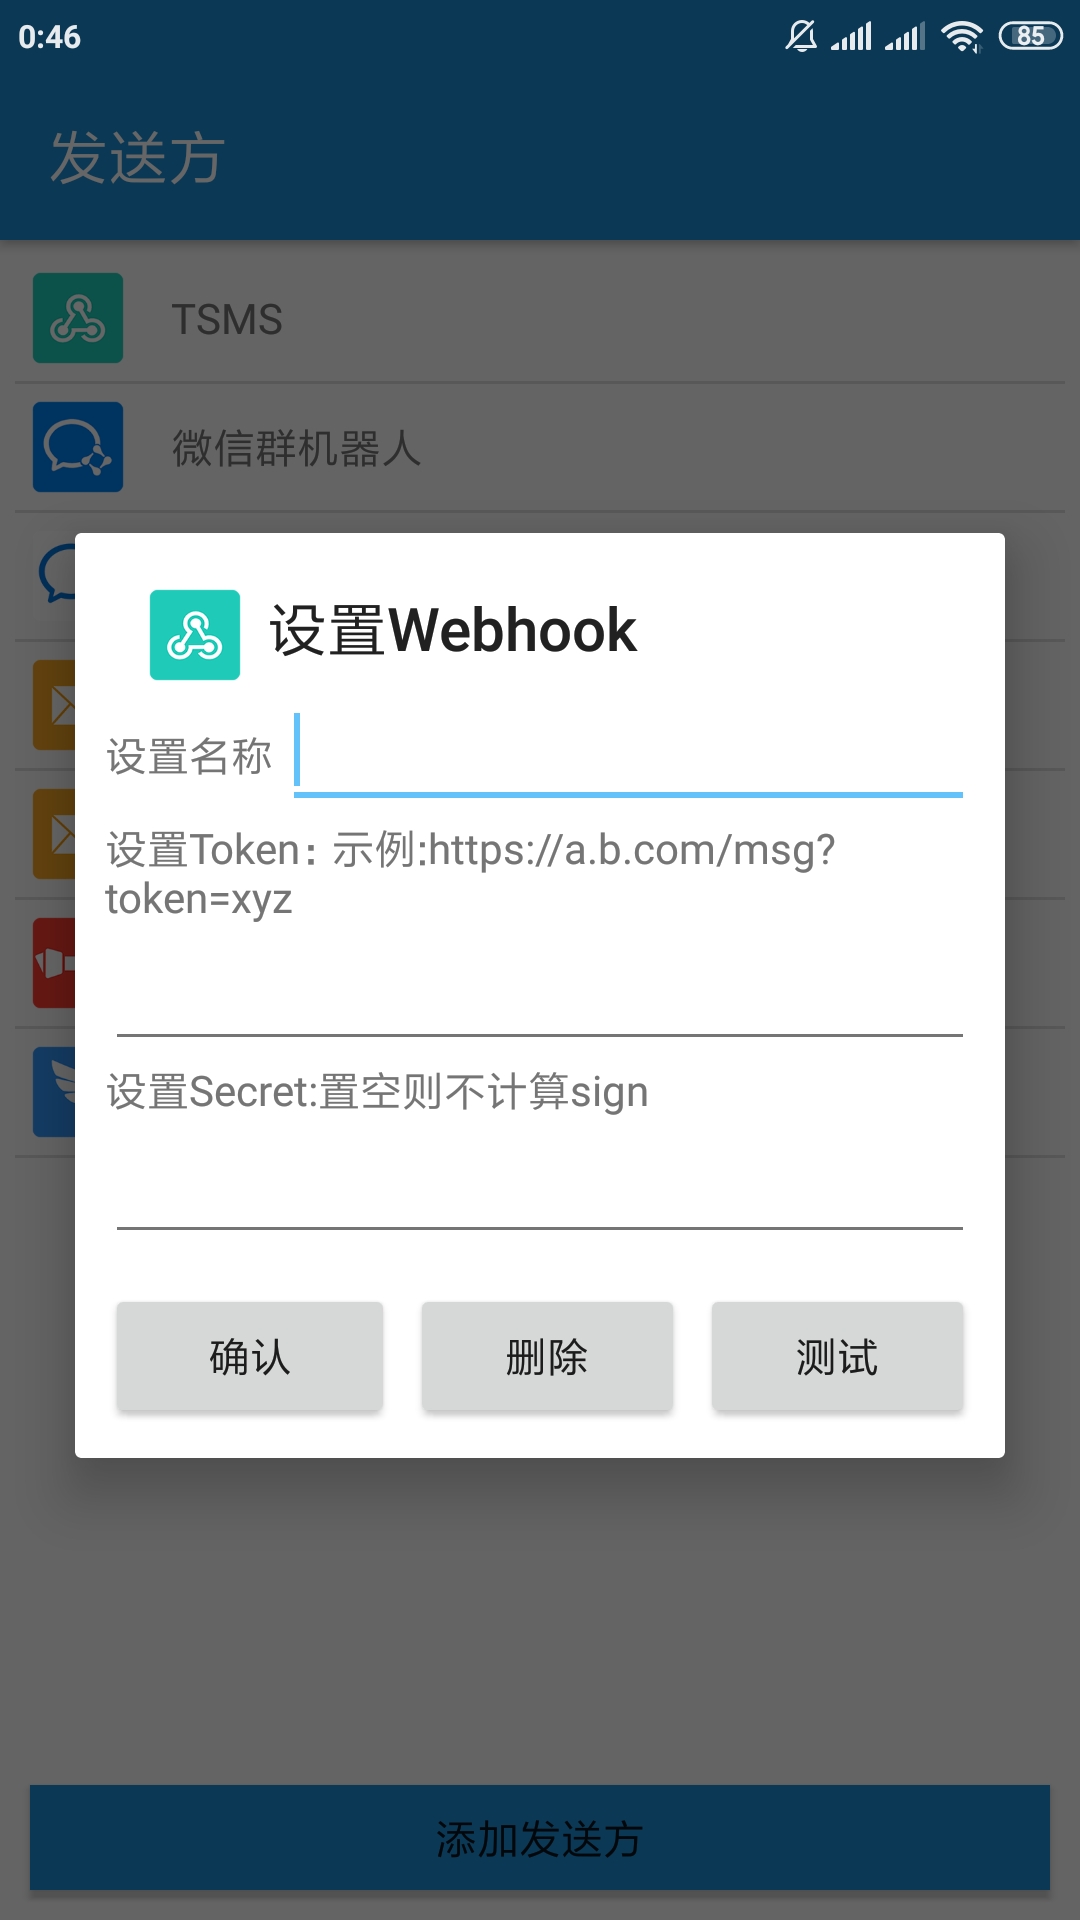 0:46
85
发送方
TSMS
微信群机器人
设置Webhook
设置名称
设置Token：示例:https://a.b.com/msg?
token=xyz
设置Secret:置空则不计算sign
确认
删除
测试
添加发送方